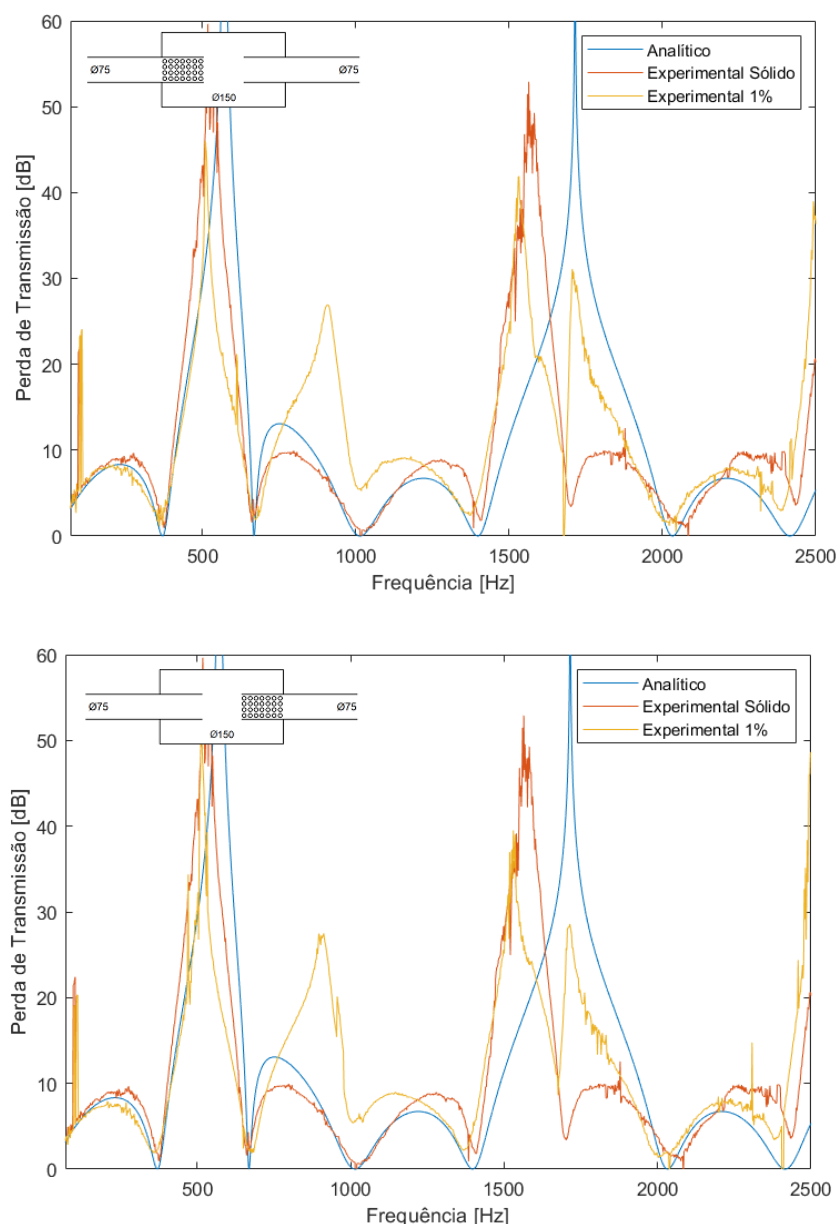 60
50
40
30
20
10
0
Perda de Transmissão [dB]
Ø75
Ø75
Ø150
Analítico
Experimental Sólido
Experimental 1%
500
1000
1500
2000
2500
Frequência [Hz]
60
50
40
30
20
10
0
Perda de Transmissão [dB]
Ø75
Ø75
Ø150
Analítico
Experimental Sólido
Experimental 1%
500
1000
1500
2000
2500
Frequência [Hz]